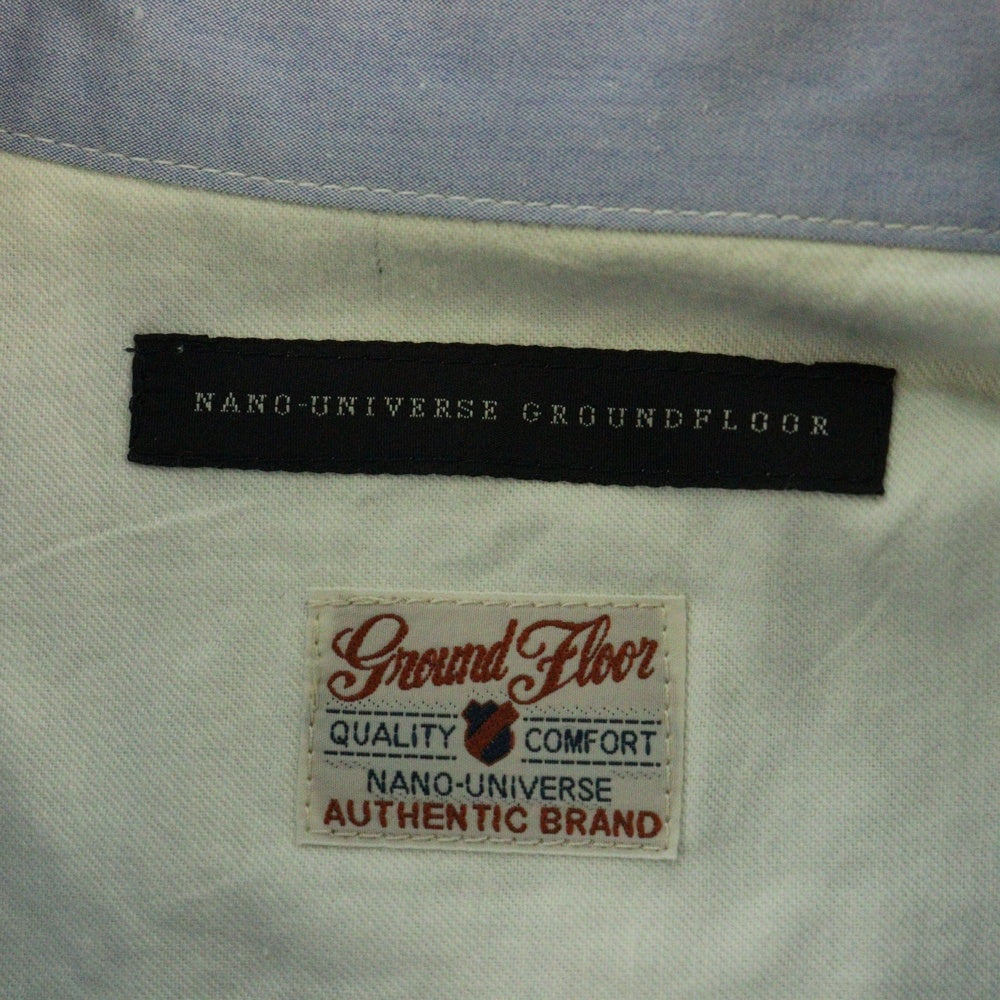 NANO-UNIVERSE GROUNDFLOOR
Ground Floor
QUALITY COMFORT
NANO-UNIVERSE
AUTHENTIC BRAND